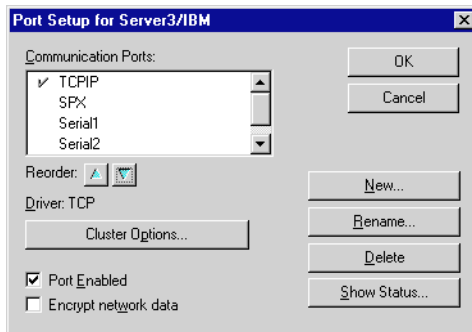 Port Setup for Server3/IBM
Communication Ports:
TCPIP
SPX
Serial1
Serial2
Reorder:
Driver: TCP
Cluster Options...
Port Enabled
Encrypt network data
OK
Cancel
New...
Rename...
Delete
Show Status...